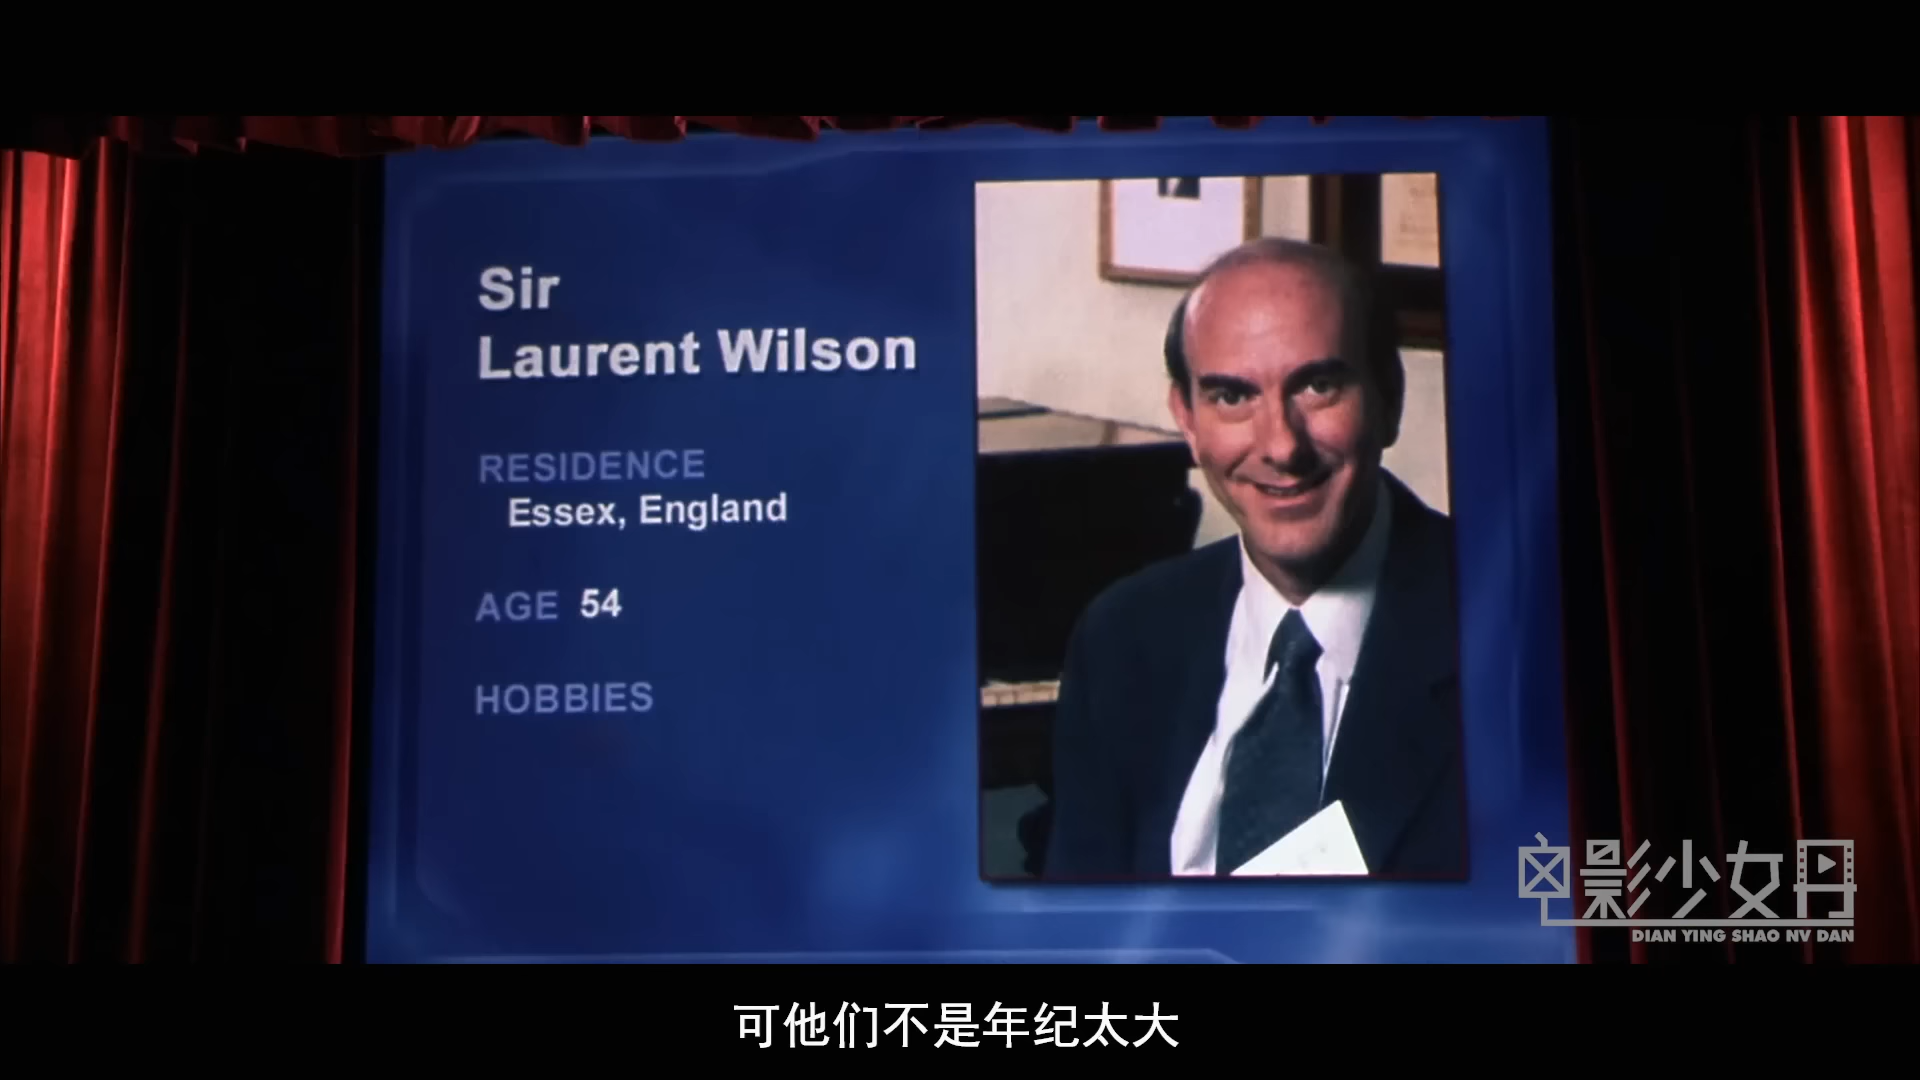 Sir
Laurent Wilson
RESIDENCE
Essex, England
AGE 54
HOBBIES
电影少女丹
DIAN YING SHAO NV DAN
可他们不是年纪太大